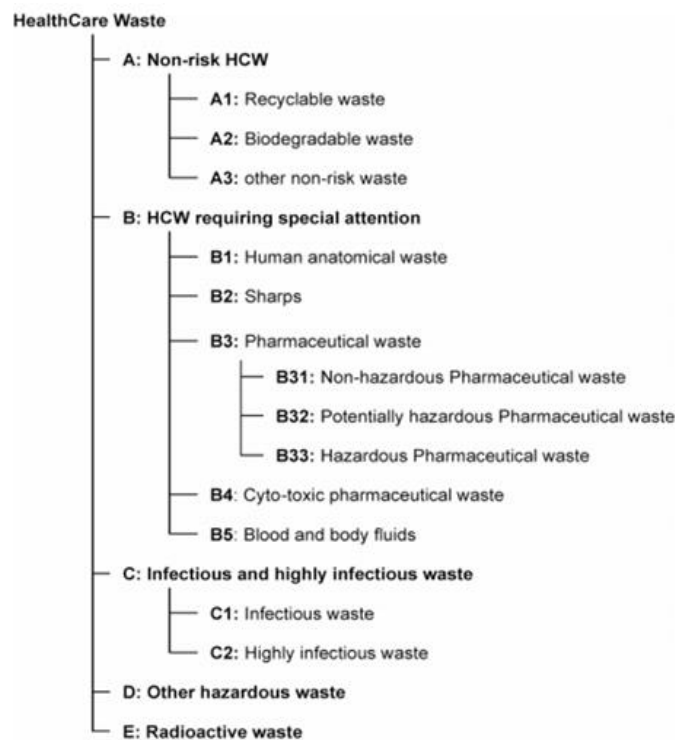 HealthCare Waste
A: Non-risk HCW
A1: Recyclable waste
A2: Biodegradable waste
A3: other non-risk waste
B: HCW requiring special attention
B1: Human anatomical waste
B2: Sharps
B3: Pharmaceutical waste
B31: Non-hazardous Pharmaceutical waste
B32: Potentially hazardous Pharmaceutical waste
B33: Hazardous Pharmaceutical waste
B4: Cyto-toxic pharmaceutical waste
B5: Blood and body fluids
C: Infectious and highly infectious waste
C1: Infectious waste
C2: Highly infectious waste
D: Other hazardous waste
E: Radioactive waste